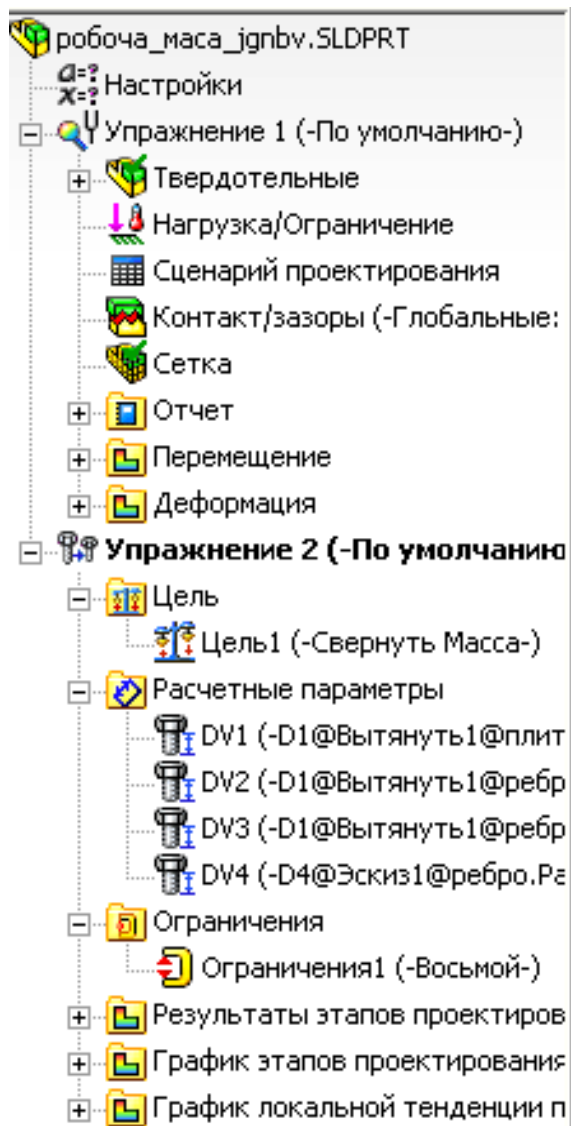 робоча_маса_jgnbv.SLDPRT
Настройки
Упражнение 1 (-По умолчанию-)
Твердотельные
Нагрузка/Ограничение
Сценарий проектирования
Контакт/зазоры (-Глобальные:
Сетка
Отчет
Перемещение
Деформация
Упражнение 2 (-По умолчанию
Цель
Цель1 (-Свернуть Масса-)
Расчетные параметры
DV1 (-D1@Вытянуть1@плит
DV2 (-D1@Вытянуть1@ребр
DV3 (-D1@Вытянуть1@ребр
DV4 (-D4@Эскиз1@ребро.Ра
Ограничения
Ограничения1 (-Восьмой-)
Результаты этапов проектиров
График этапов проектирования
График локальной тенденции п